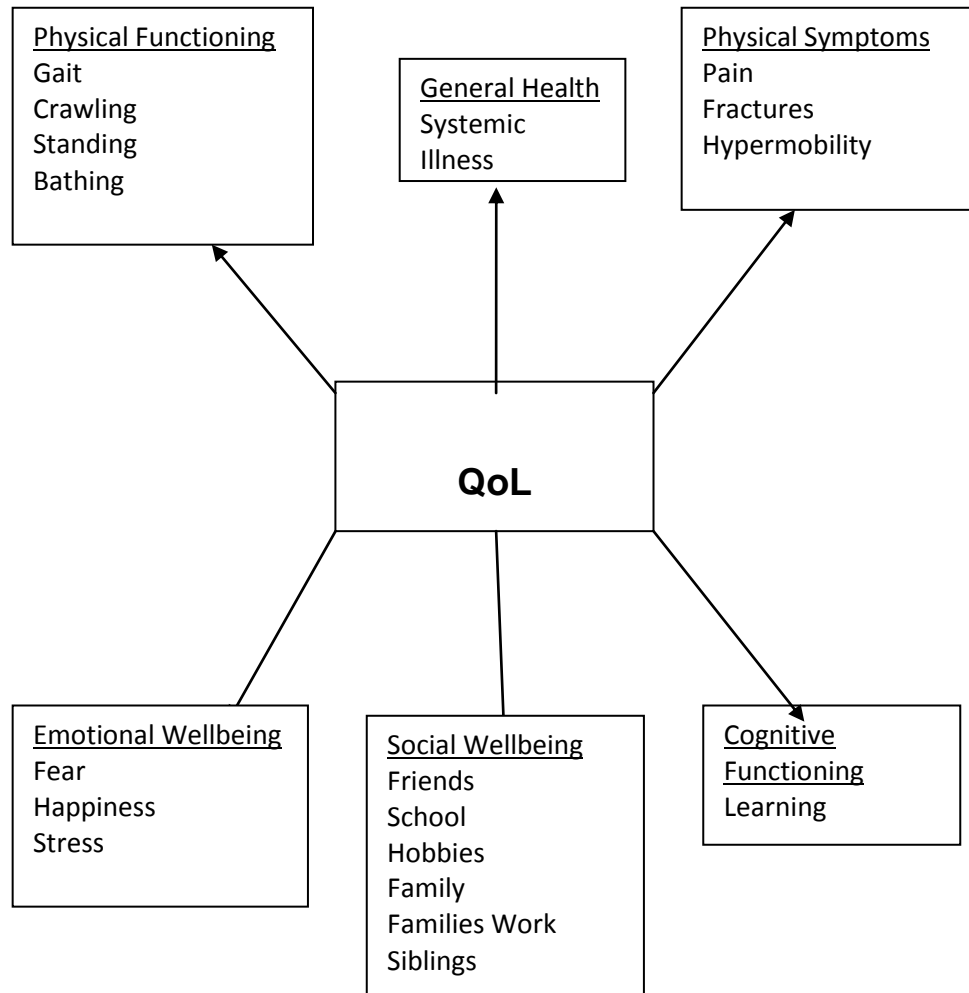 Physical Functioning
Gait
Crawling
Standing
Bathing
General Health
Systemic
Illness
Physical Symptoms
Pain
Fractures
Hypermobility
QoL
Emotional Wellbeing
Fear
Happiness
Stress
Social Wellbeing
Friends
School
Hobbies
Family
Families Work
Siblings
Cognitive
Functioning
Learning